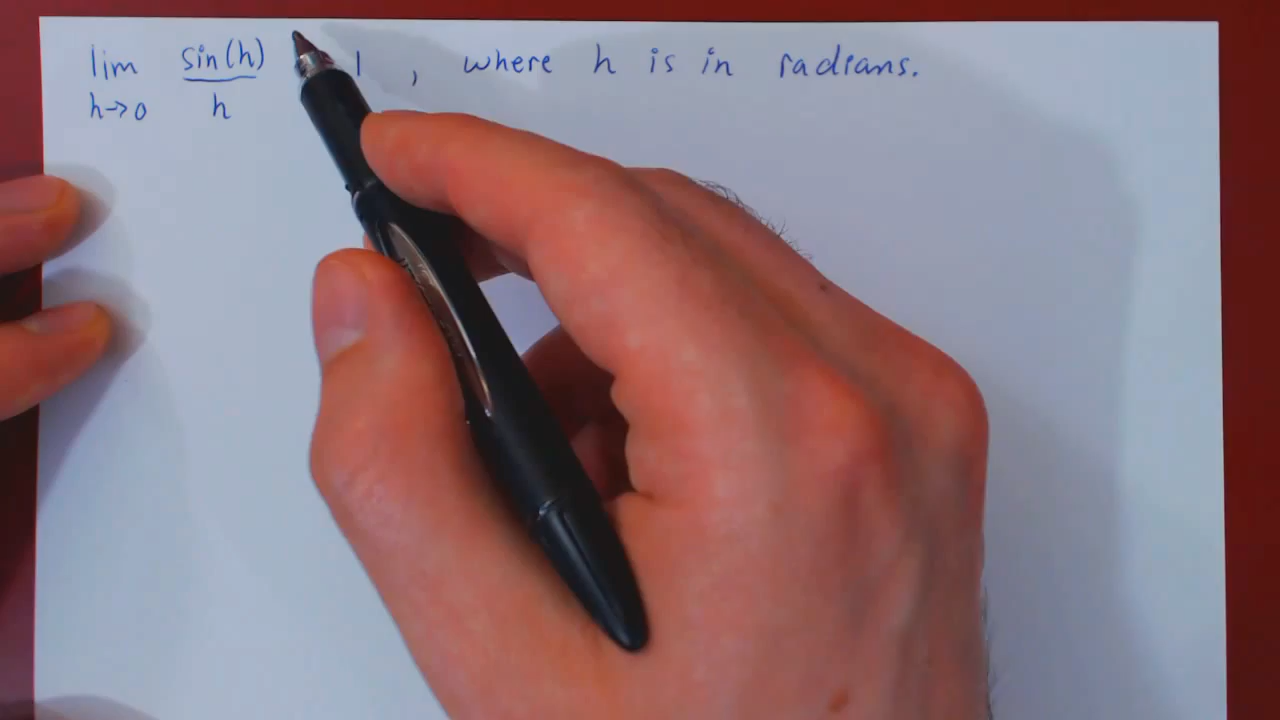 lim sin(h)/h 1 , where h is in radians.
h→0